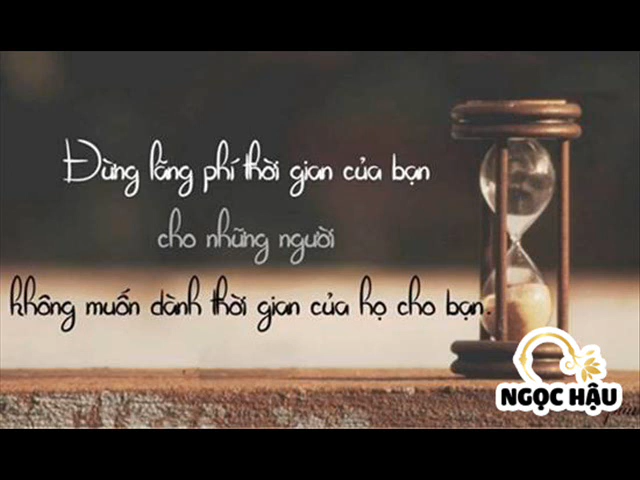 Đừng lãng phí thời gian của bạn
cho những người
không muốn dành thời gian của họ cho bạn.
NGỌC HẬU